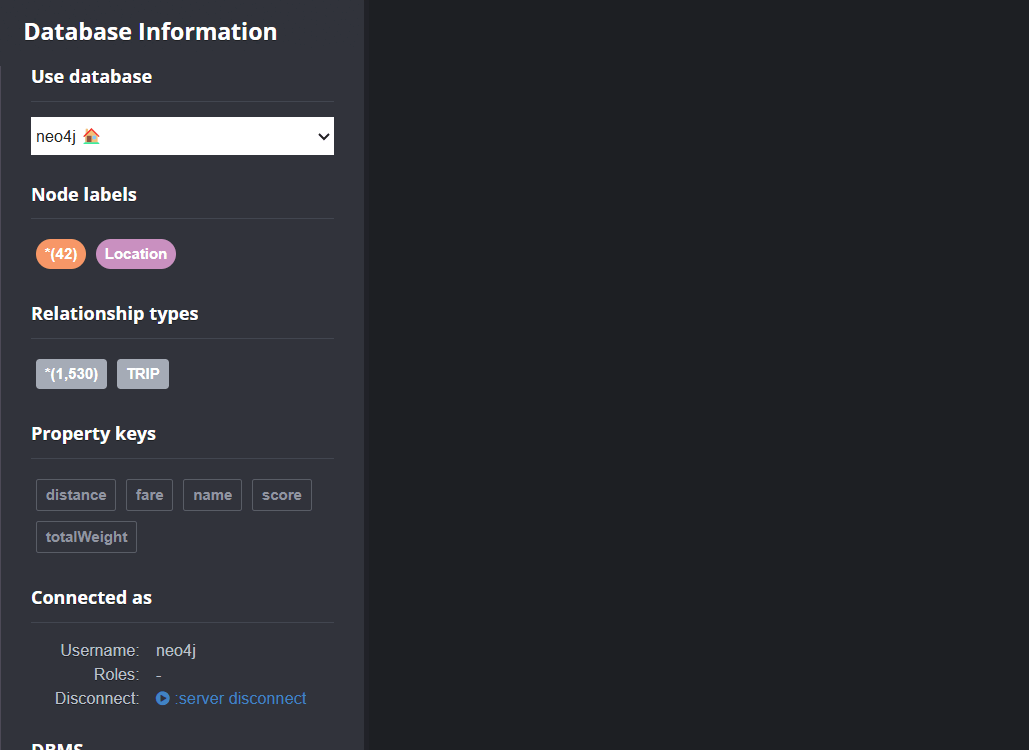 Database Information
Use database
neo4j
Node labels
*(42) Location
Relationship types
*(1,530) TRIP
Property keys
distance fare name score
totalWeight
Connected as
Username: neo4j
Roles: -
Disconnect: :server disconnect
DBMS